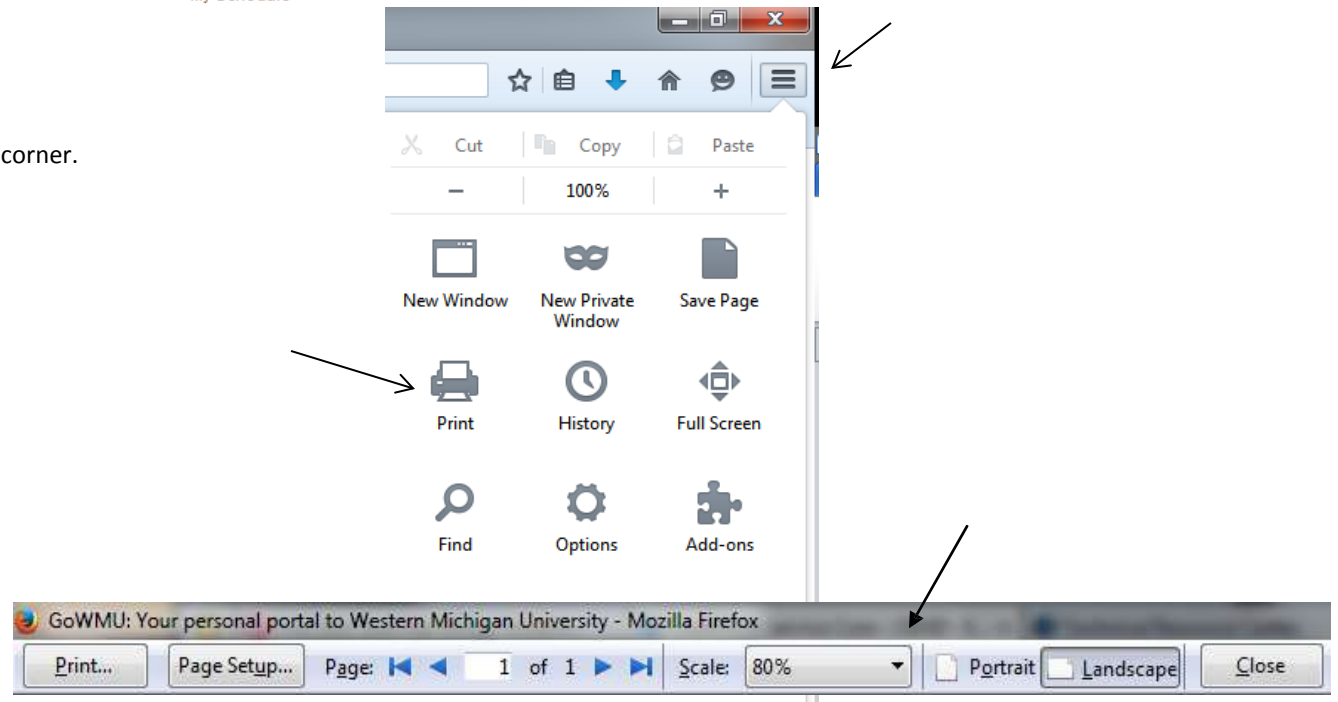 corner.
Cut Copy Paste
100%
New Window New Private Window Save Page
Print History Full Screen
Find Options Add-ons
GoWMU: Your personal portal to Western Michigan University - Mozilla Firefox
Print... Page Setup... Page: 1 of 1 Scale: 80% Portrait Landscape Close